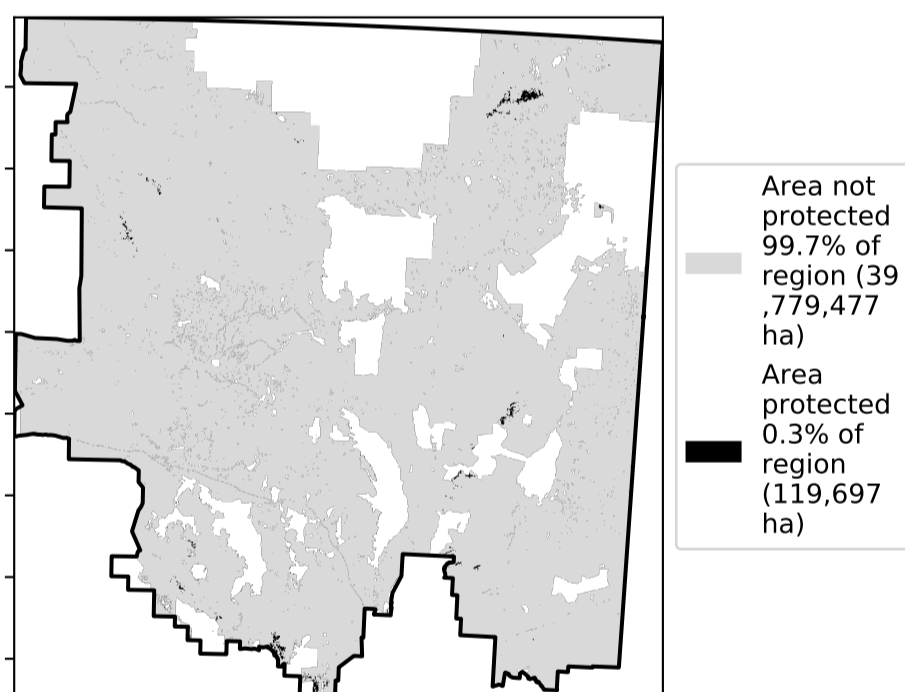 Area not
protected
99.7% of
region (39
,779,477
ha)
Area
protected
0.3% of
region
(119,697
ha)